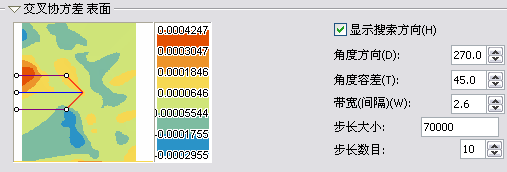 交叉协方差 表面
0.0004247
0.0003047
0.0001846
0.0000646
-0.00005544
-0.0001755
-0.0002955
显示搜索方向(H)
角度方向(D): 270.0
角度容差(T): 45.0
带宽(间隔)(W): 2.6
步长大小: 70000
步长数目: 10